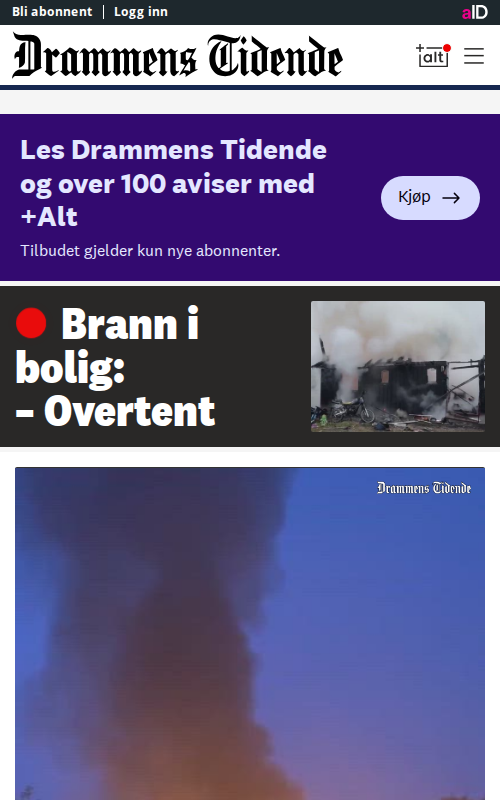 Bli abonnent
Logg inn
aID
Drammens Tidende
+alt
Les Drammens Tidende
og over 100 aviser med
+Alt
Tilbudet gjelder kun nye abonnenter.
Kjøp
Brann i
bolig:
– Overtent
Drammens Tidende